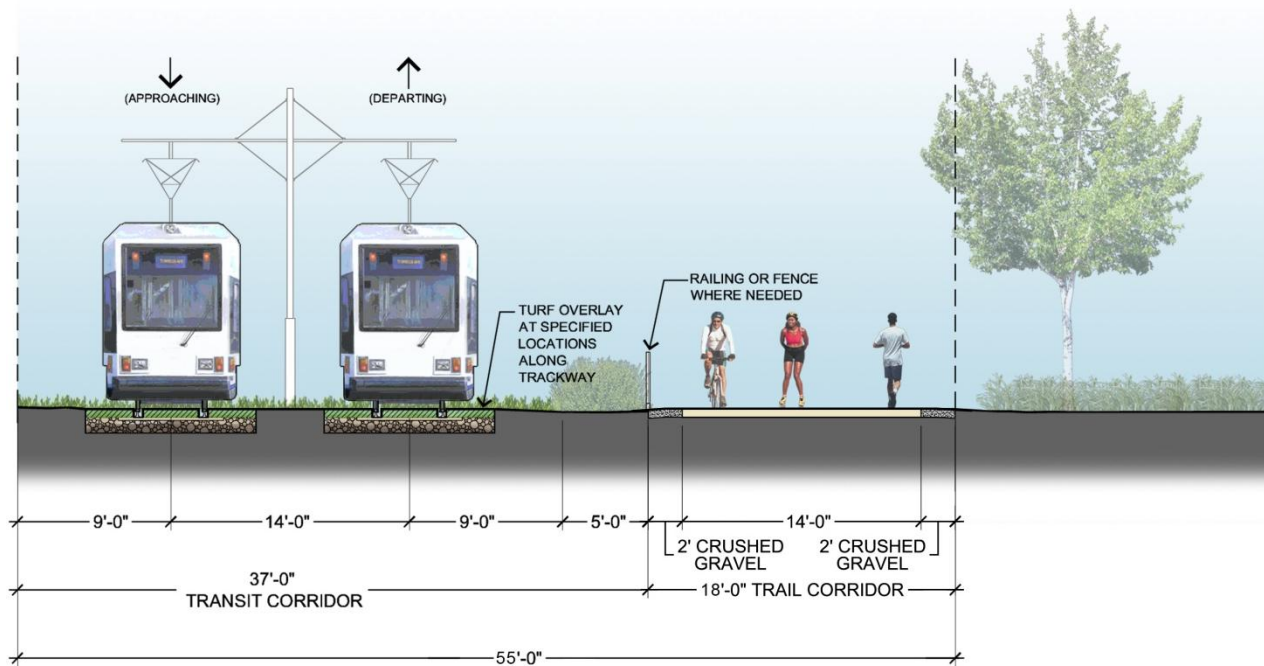 (APPROACHING)
(DEPARTING)
RAILING OR FENCE
WHERE NEEDED
TURF OVERLAY
AT SPECIFIED
LOCATIONS
ALONG
TRACKWAY
9'-0"
14'-0"
9'-0"
5'-0"
14'-0"
2' CRUSHED
GRAVEL
2' CRUSHED
GRAVEL
37'-0"
TRANSIT CORRIDOR
18'-0" TRAIL CORRIDOR
55'-0"